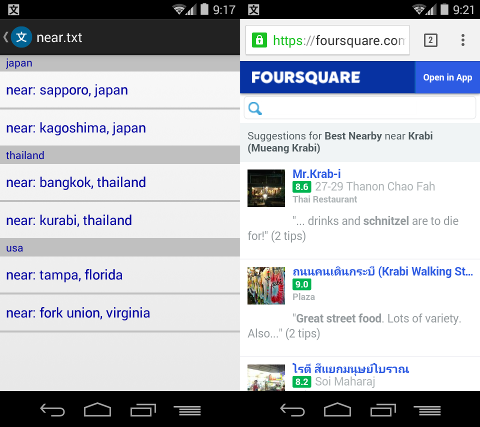 文
9:17
文 near.txt
japan
near: sapporo, japan
near: kagoshima, japan
thailand
near: bangkok, thailand
near: kurabi, thailand
usa
near: tampa, florida
near: fork union, virginia
文
9:21
https://foursquare.com
2
FOURSQUARE
Open in App
Suggestions for Best Nearby near Krabi
(Mueang Krabi)
Mr.Krab-i
8.6 27-29 Thanon Chao Fah
Thai Restaurant
"... drinks and schnitzel are to die
for!" (2 tips)
ถนนคนเดินกระบี่ (Krabi Walking St...
9.0
Plaza
"Great street food. Lots of variety.
Also..." (2 tips)
โรตี สี่แยกมนุษย์โบราณ
8.2 Soi Maharaj